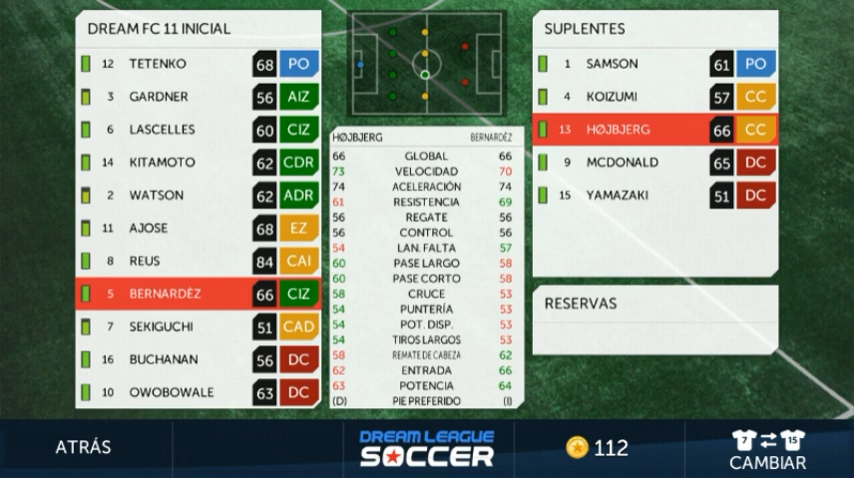 DREAM FC 11 INICIAL
12 TETENKO 68 PO
3 GARDNER 56 AIZ
6 LASCELLES 60 CIZ
14 KITAMOTO 62 CDR
2 WATSON 62 ADR
11 AJOSE 68 EZ
8 REUS 84 CAI
5 BERNARDÈZ 66 CIZ
7 SEKIGUCHI 51 CAD
16 BUCHANAN 56 DC
10 OWOBOWALE 63 DC
HØJBJERG BERNARDÈZ
66 GLOBAL 66
73 VELOCIDAD 70
74 ACELERACIÓN 74
61 RESISTENCIA 69
56 REGATE 56
56 CONTROL 56
54 LAN. FALTA 57
60 PASE LARGO 58
60 PASE CORTO 58
58 CRUCE 53
54 PUNTERÍA 53
54 POT. DISP. 53
54 TIROS LARGOS 53
58 REMATE DE CABEZA 62
62 ENTRADA 66
63 POTENCIA 64
(D) PIE PREFERIDO (I)
SUPLENTES
1 SAMSON 61 PO
4 KOIZUMI 57 CC
13 HØJBJERG 66 CC
9 MCDONALD 65 DC
15 YAMAZAKI 51 DC
RESERVAS
ATRÁS
DREAM LEAGUE
SOCCER
112
7 15
CAMBIAR